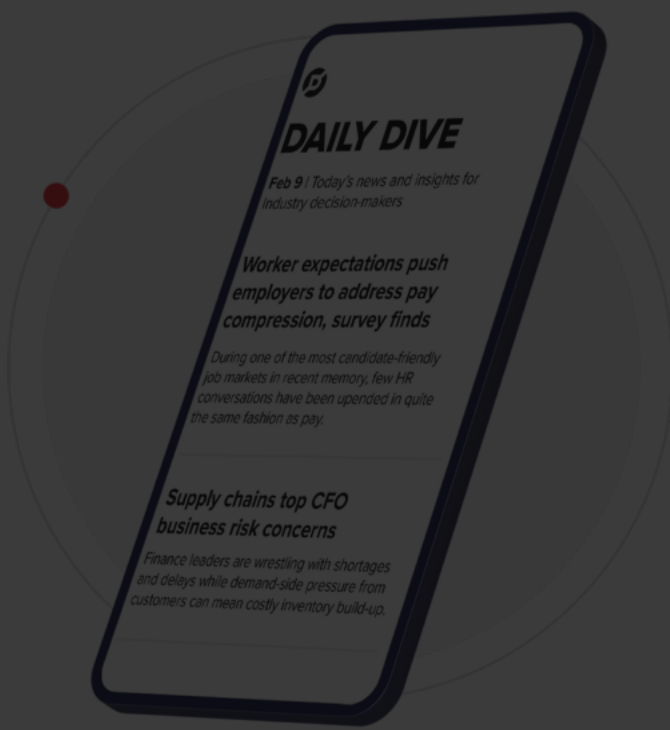 DAILY DIVE
Feb 9 | Today's news and insights for
Industry decision-makers
Worker expectations push
employers to address pay
compression, survey finds
During one of the most candidate-friendly
job markets in recent memory, few HR
conversations have been upended in quite
the same fashion as pay.
Supply chains top CFO
business risk concerns
Finance leaders are wrestling with shortages
and delays while demand-side pressure from
customers can mean costly inventory build-up.